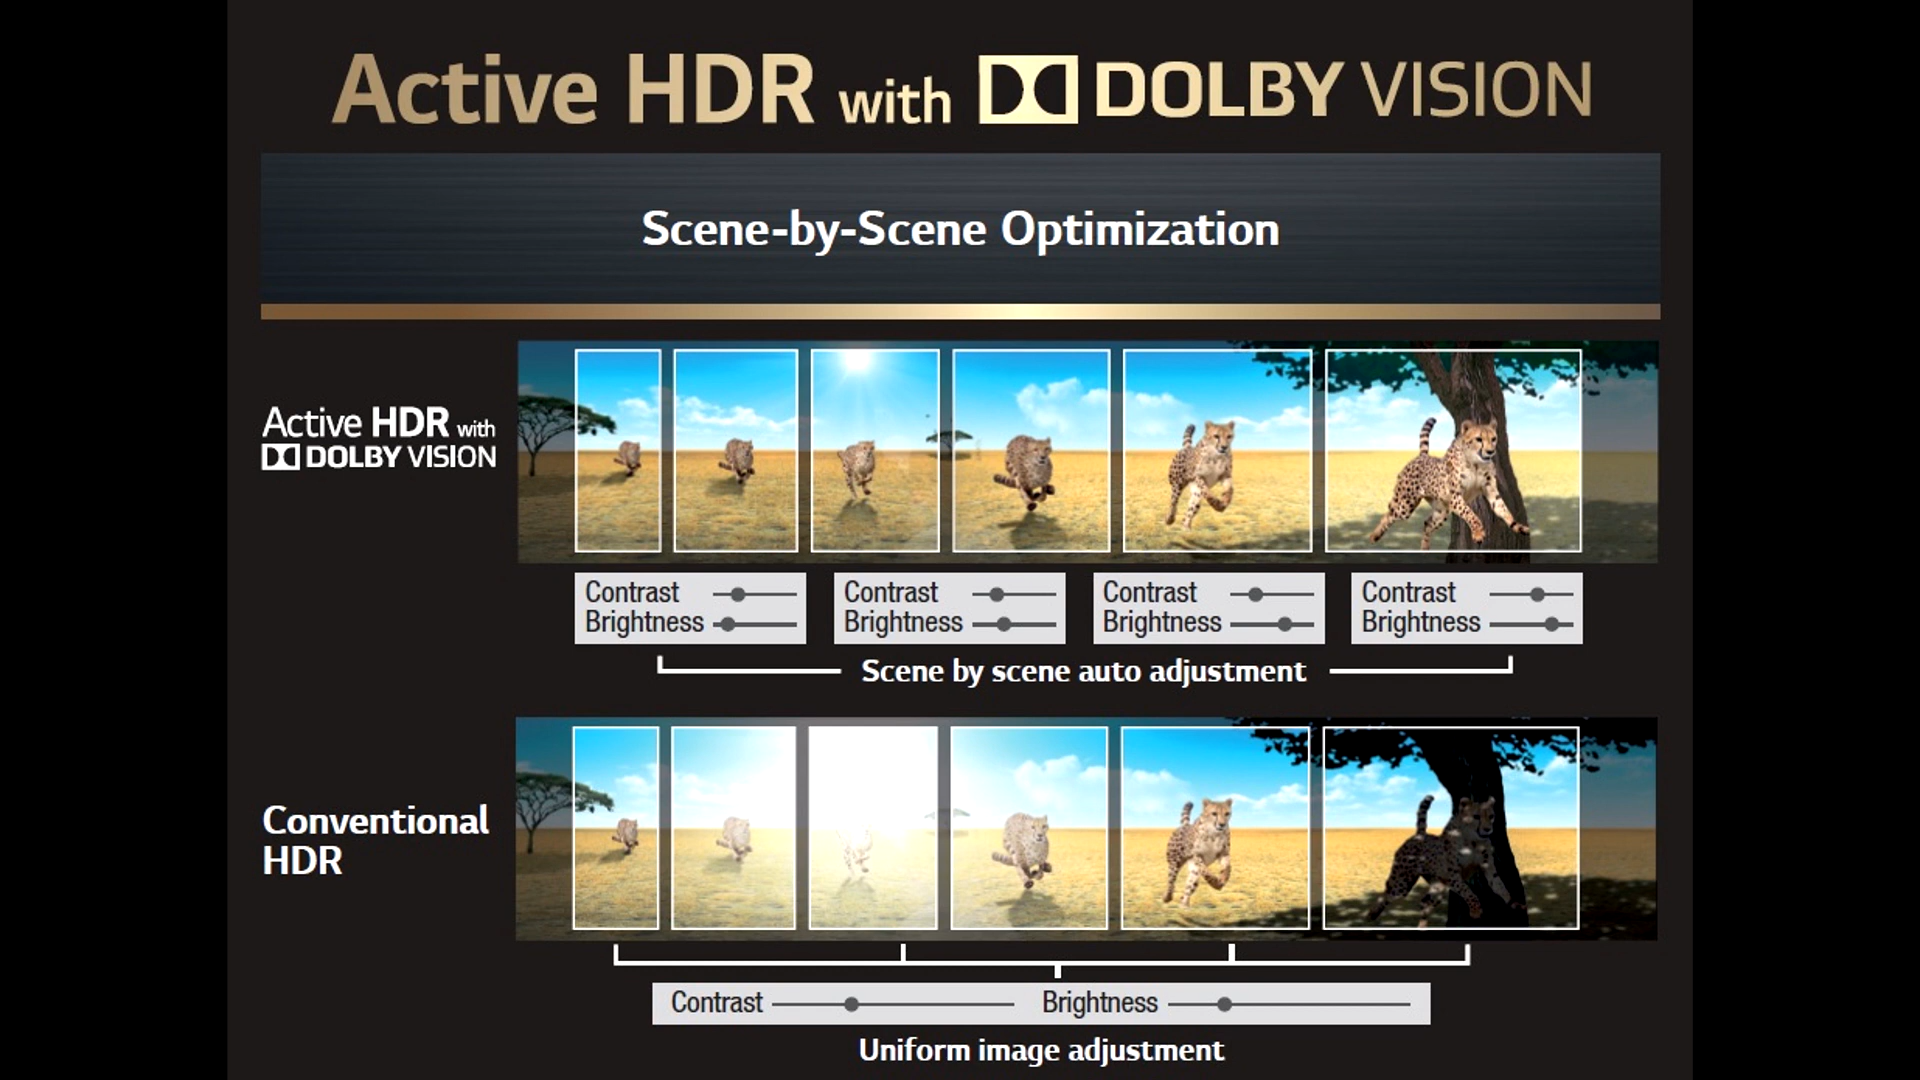 Active HDR with DOLBY VISION
Scene-by-Scene Optimization
Active HDR with
DOLBY VISION
Contrast
Brightness
Contrast
Brightness
Contrast
Brightness
Contrast
Brightness
Scene by scene auto adjustment
Conventional
HDR
Contrast Brightness
Uniform image adjustment